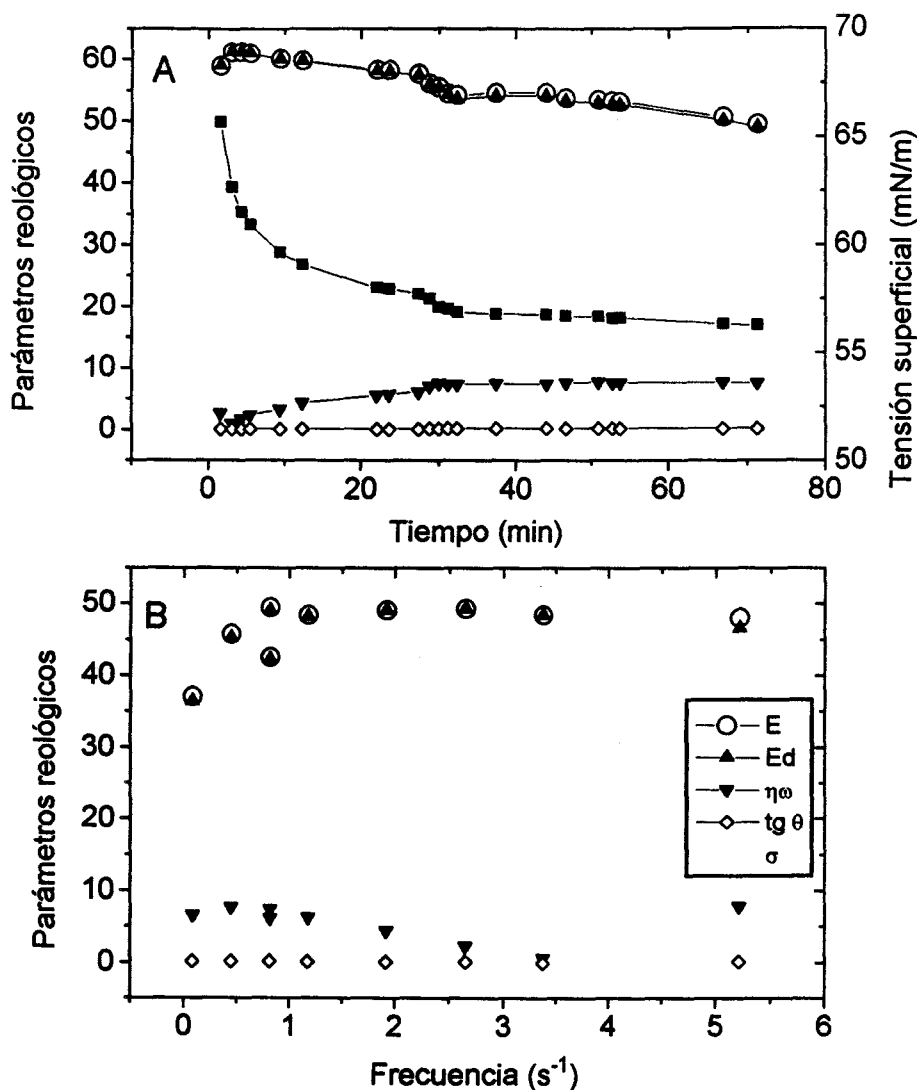 A
Parámetros reológicos
60
50
40
30
20
10
0
70
65
60
55
50
Tensión superficial (mN/m)
0 20 40 60 80
Tiempo (min)
B
Parámetros reológicos
50
40
30
20
10
0
E
Ed
ηω
tg θ
σ
0 1 2 3 4 5 6
Frecuencia (s⁻¹)